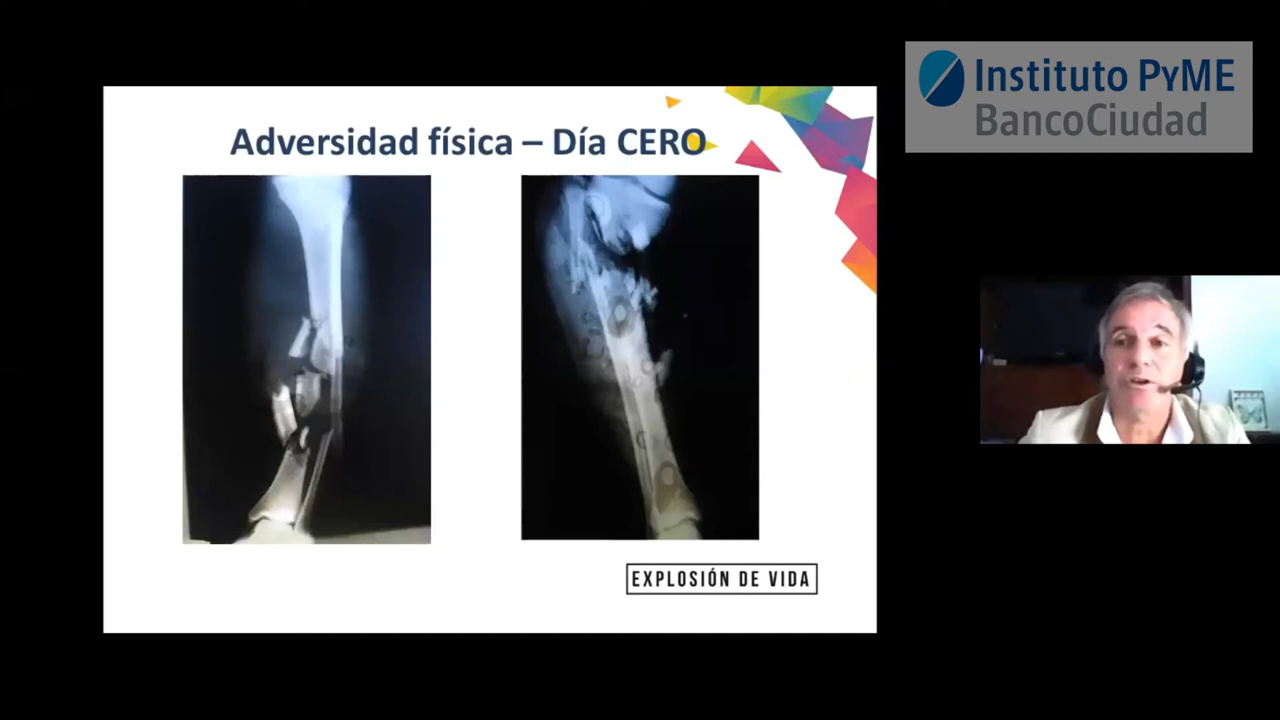 Adversidad física – Día CERO
EXPLOSIÓN DE VIDA
Instituto PyME
BancoCiudad